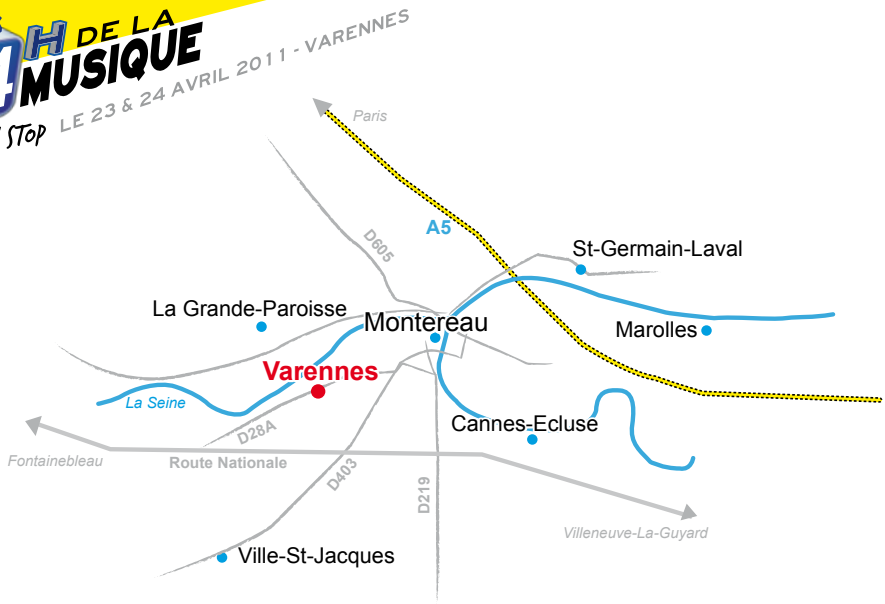 4H DE LA
MUSIQUE
STOP LE 23 & 24 AVRIL 2011 - VARENNES
Paris
A5
D605
St-Germain-Laval
La Grande-Paroisse
Montereau
Marolles
Varennes
La Seine
Cannes-Ecluse
D28A
Fontainebleau
Route Nationale
D403
D219
Villeneuve-La-Guyard
Ville-St-Jacques